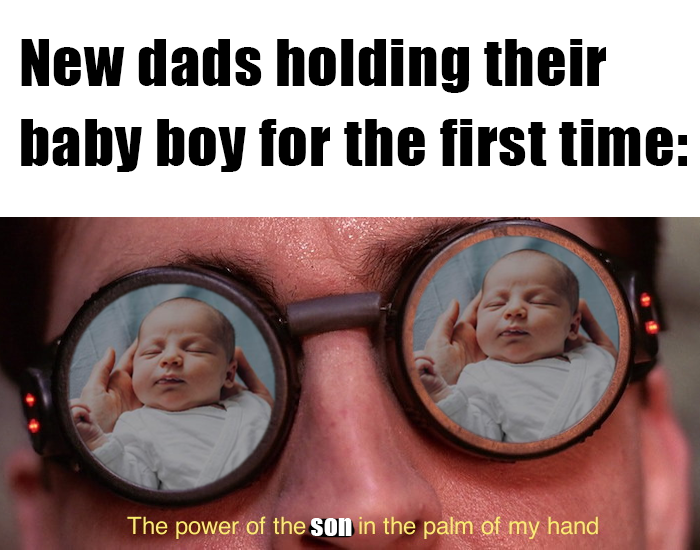 New dads holding their
baby boy for the first time:
The power of the son in the palm of my hand